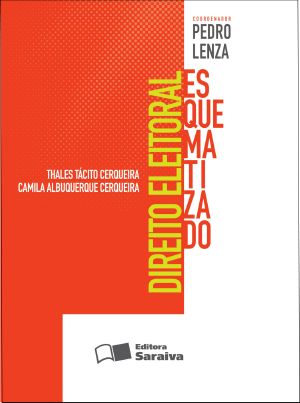 COORDENADOR
PEDRO
LENZA
DIREITO ELEITORAL
ES
QUE
MA
TI
ZA
DO
THALES TÁCITO CERQUEIRA
CAMILA ALBUQUERQUE CERQUEIRA
Editora
Saraiva